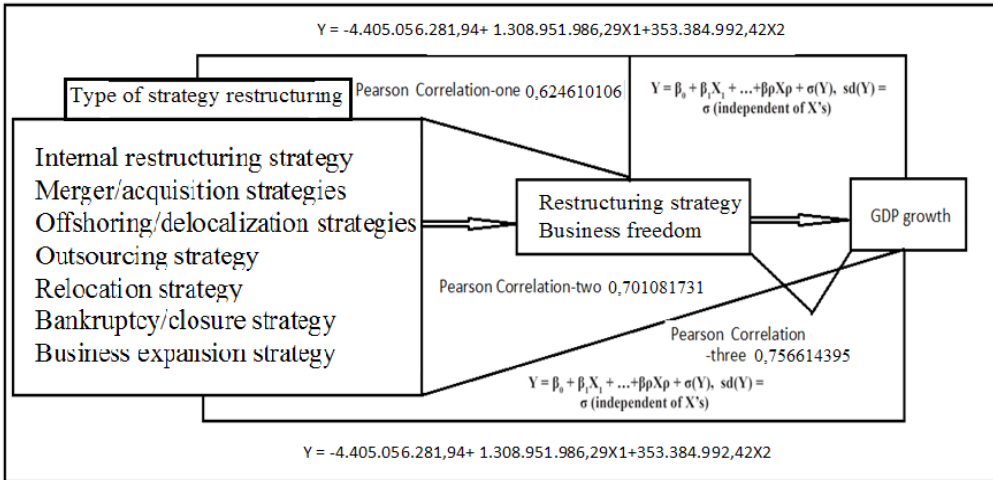 Y = -4.405.056.281,94+ 1.308.951.986,29X1+353.384.992,42X2
Type of strategy restructuring
Pearson Correlation-one 0,624610106
Y = β₀ + β₁X₁ + ...+βρXρ + σ(Y), sd(Y) =
σ (independent of X's)
Internal restructuring strategy
Merger/acquisition strategies
Offshoring/delocalization strategies
Outsourcing strategy
Relocation strategy
Bankruptcy/closure strategy
Business expansion strategy
Restructuring strategy
Business freedom
GDP growth
Pearson Correlation-two 0,701081731
Pearson Correlation
-three 0,756614395
Y = β₀ + β₁X₁ + ...+βρXρ + σ(Y), sd(Y) =
σ (independent of X's)
Y = -4.405.056.281,94+ 1.308.951.986,29X1+353.384.992,42X2